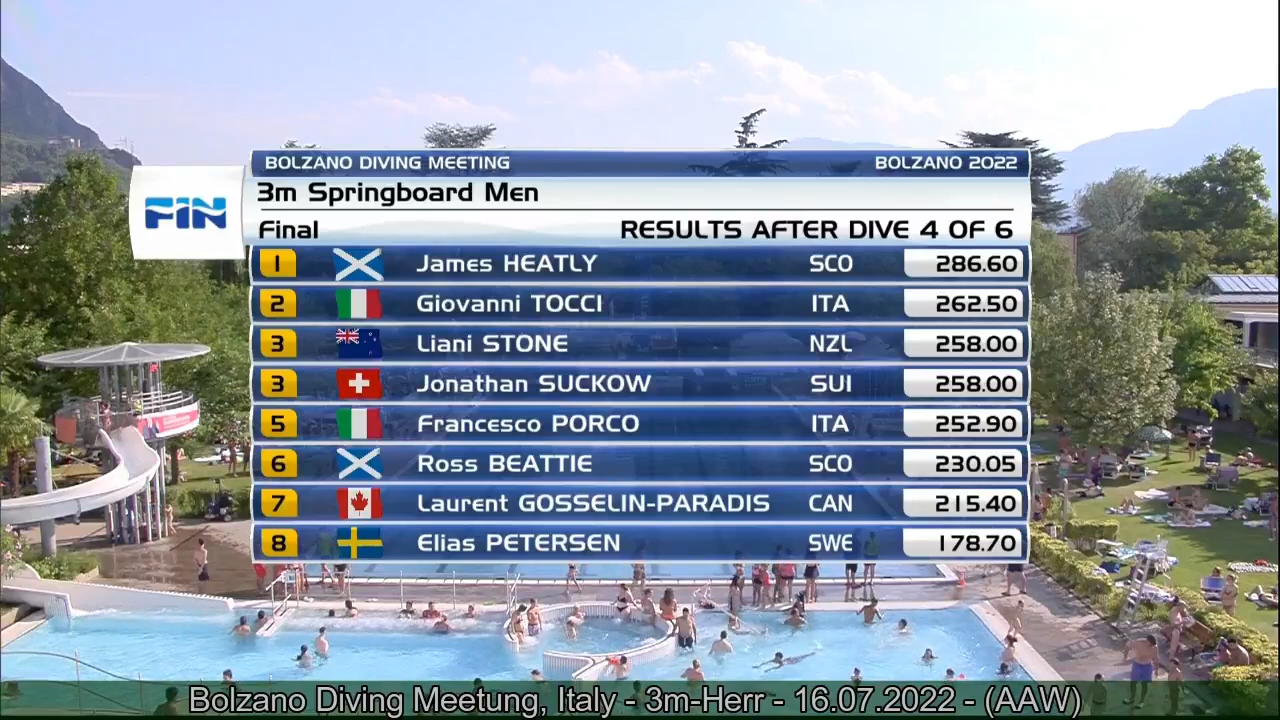 BOLZANO DIVING MEETING BOLZANO 2022
FIN
3m Springboard Men
Final RESULTS AFTER DIVE 4 OF 6
1 James HEATLY SCO 286.60
2 Giovanni TOCCI ITA 262.50
3 Liani STONE NZL 258.00
3 Jonathan SUCKOW SUI 258.00
5 Francesco PORCO ITA 252.90
6 Ross BEATTIE SCO 230.05
7 Laurent GOSSELIN-PARADIS CAN 215.40
8 Elias PETERSEN SWE 178.70
Bolzano Diving Meetung, Italy - 3m-Herr - 16.07.2022 - (AAW)